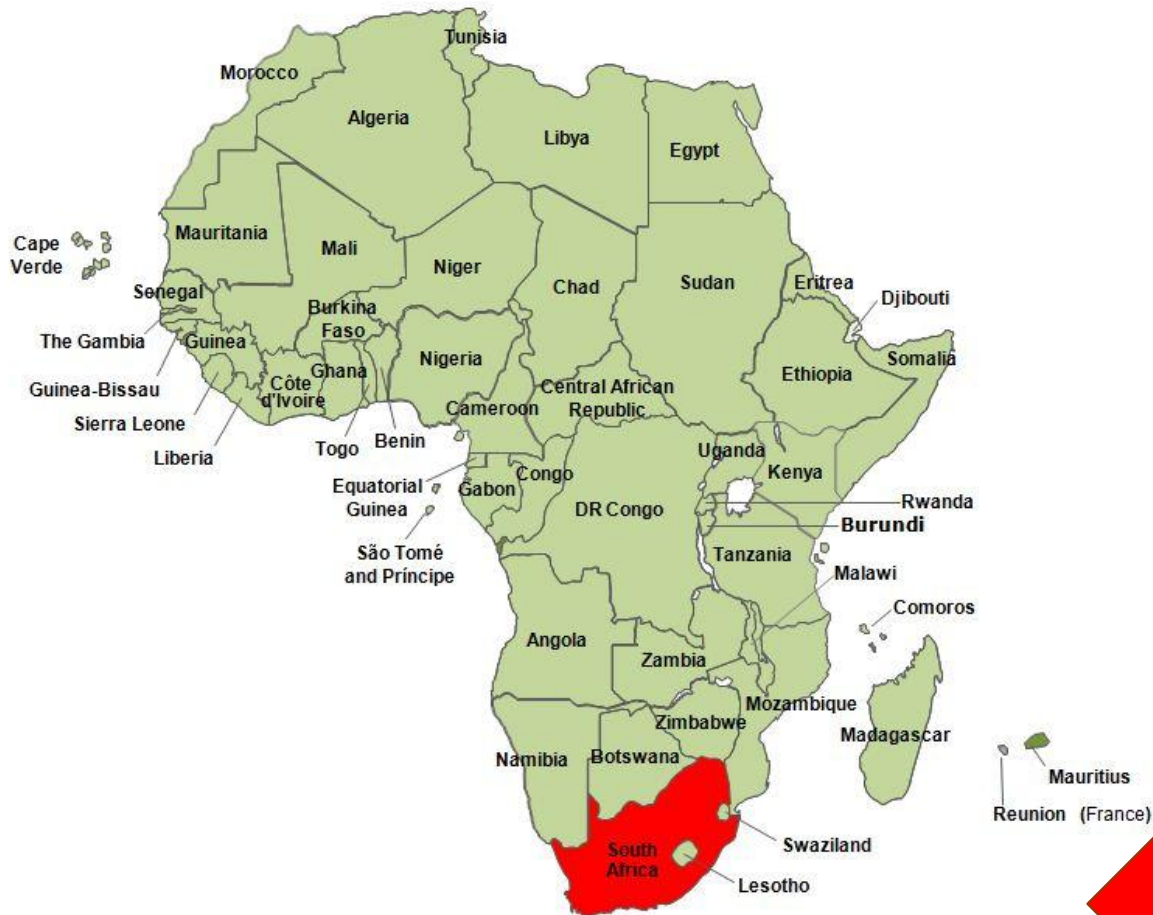 Tunisia
Morocco
Algeria
Libya
Egypt
Mauritania
Cape
Verde
Mali
Niger
Chad
Sudan
Eritrea
Djibouti
Senegal
Burkina
Faso
The Gambia
Guinea
Nigeria
Somalia
Ghana
Ethiopia
Guinea-Bissau
Côte
d'Ivoire
Central African
Republic
Cameroon
Sierra Leone
Togo
Benin
Liberia
Uganda
Kenya
Congo
Equatorial
Guinea
Gabon
DR Congo
Rwanda
Burundi
São Tomé
and Príncipe
Tanzania
Malawi
Comoros
Angola
Zambia
Mozambique
Zimbabwe
Madagascar
Namibia
Botswana
Mauritius
Reunion (France)
Swaziland
South
Africa
Lesotho